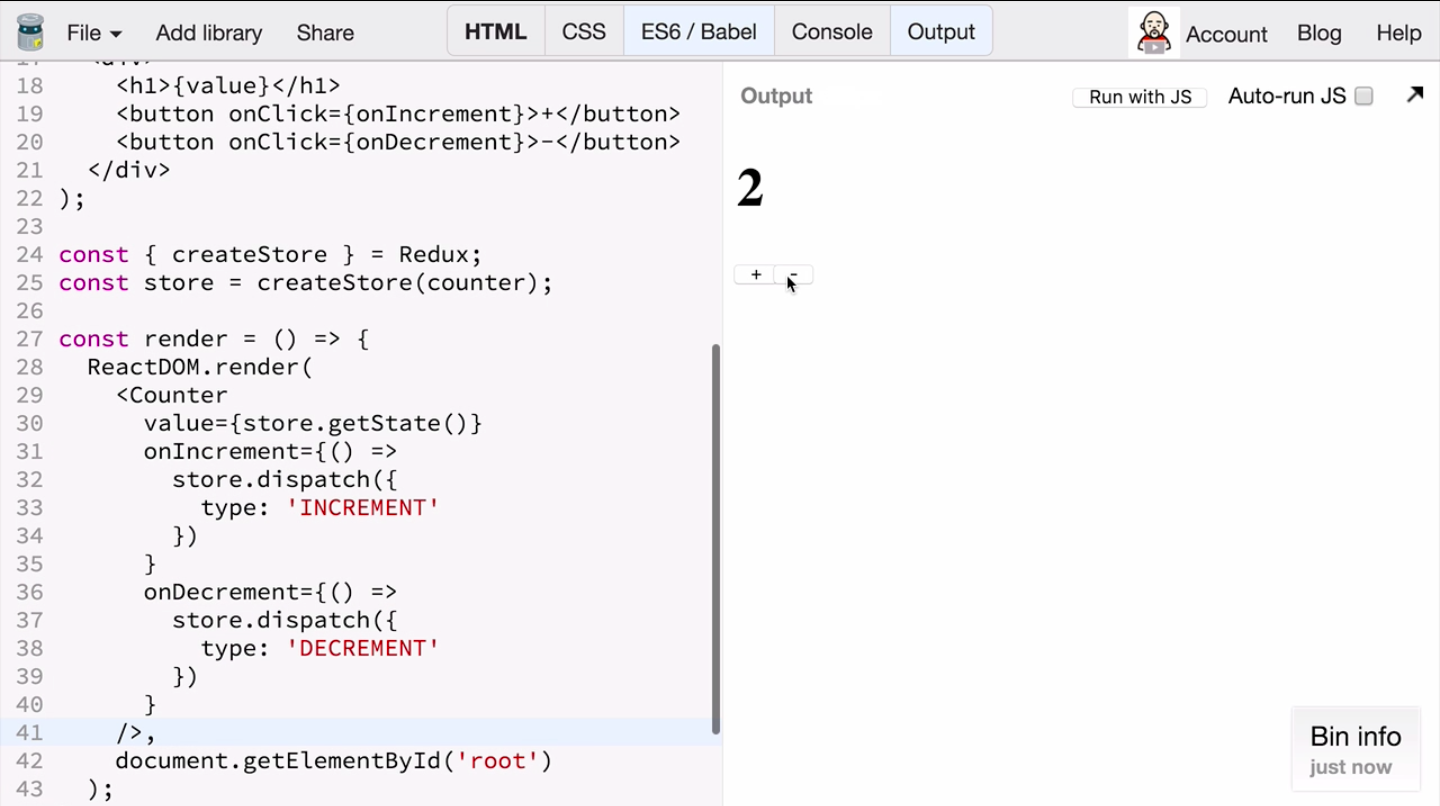 File Add library Share HTML CSS ES6 / Babel Console Output Account Blog Help
17 <div>
18 <h1>{value}</h1>
19 <button onClick={onIncrement}>+</button>
20 <button onClick={onDecrement}>-</button>
21 </div>
22 );
23
24 const { createStore } = Redux;
25 const store = createStore(counter);
26
27 const render = () => {
28 ReactDOM.render(
29 <Counter
30 value={store.getState()}
31 onIncrement={() =>
32 store.dispatch({
33 type: 'INCREMENT'
34 })
35 }
36 onDecrement={() =>
37 store.dispatch({
38 type: 'DECREMENT'
39 })
40 }
41 />,
42 document.getElementById('root')
43 );
Output Run with JS Auto-run JS
2
+ -
Bin info
just now